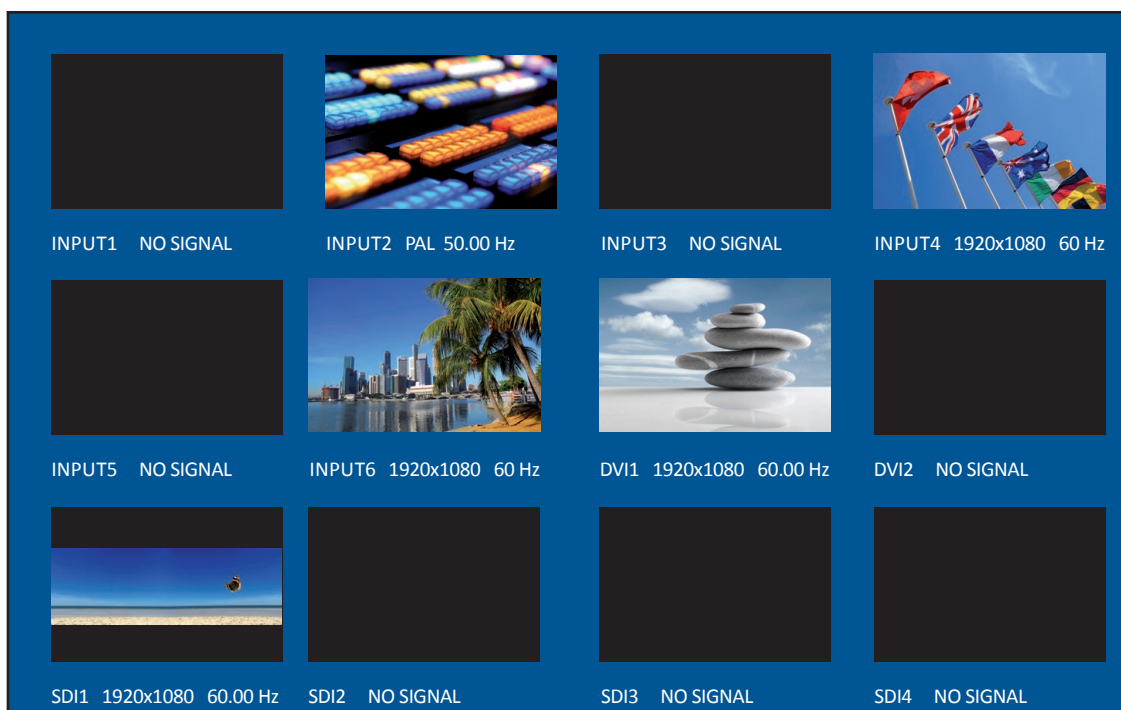 INPUT1 NO SIGNAL
INPUT2 PAL 50.00 Hz
INPUT3 NO SIGNAL
INPUT4 1920x1080 60 Hz
INPUT5 NO SIGNAL
INPUT6 1920x1080 60 Hz
DVI1 1920x1080 60.00 Hz
DVI2 NO SIGNAL
SDI1 1920x1080 60.00 Hz
SDI2 NO SIGNAL
SDI3 NO SIGNAL
SDI4 NO SIGNAL